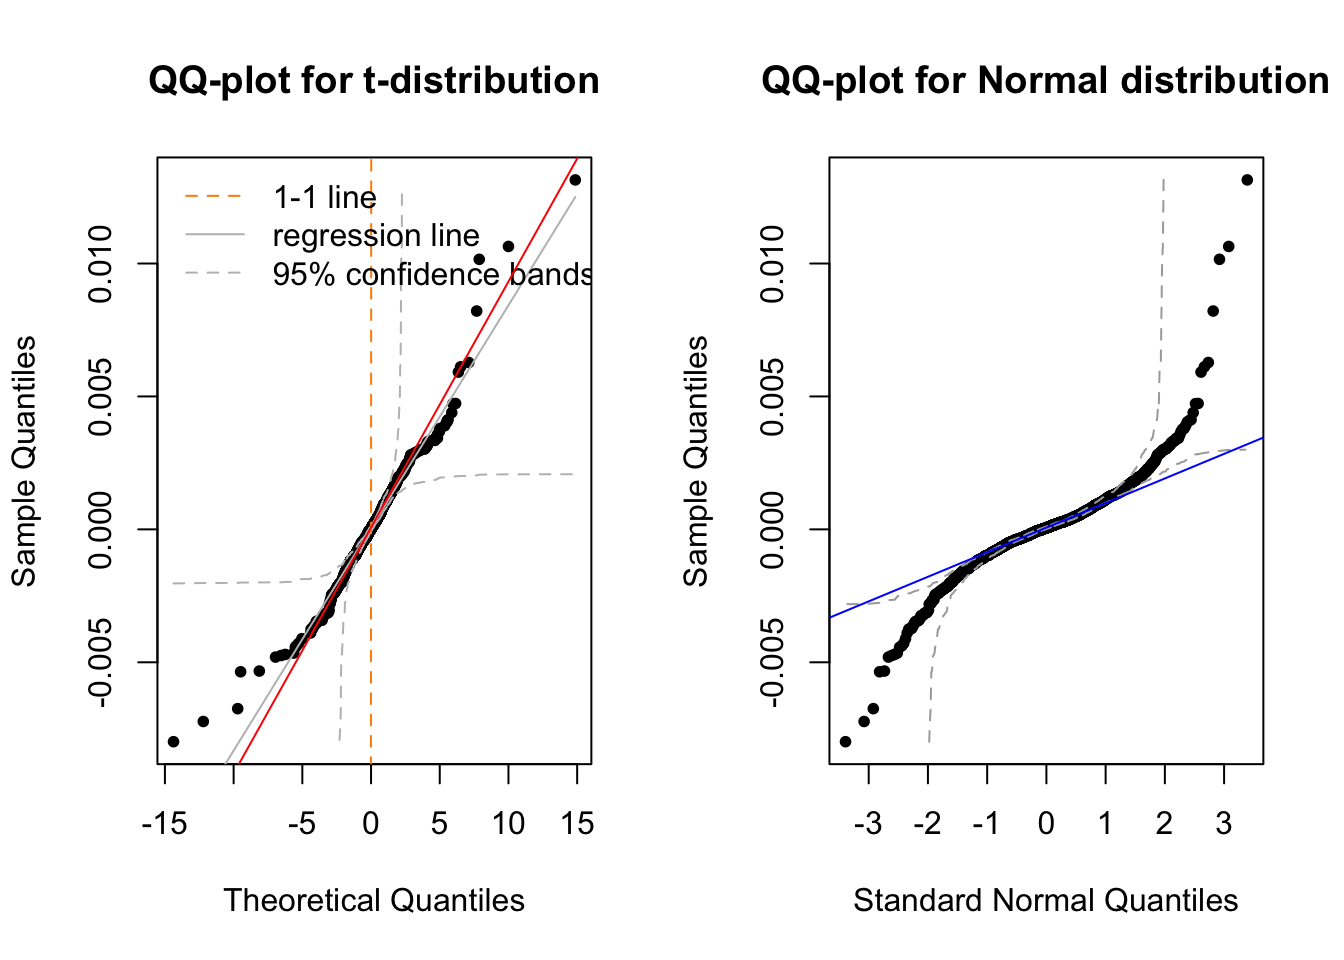 QQ-plot for t-distribution
1-1 line
regression line
95% confidence bands
0.010
0.005
0.000
-0.005
Sample Quantiles
-15
-5
0
5
10
15
Theoretical Quantiles
QQ-plot for Normal distribution
0.010
0.005
0.000
-0.005
Sample Quantiles
-3
-2
-1
0
1
2
3
Standard Normal Quantiles